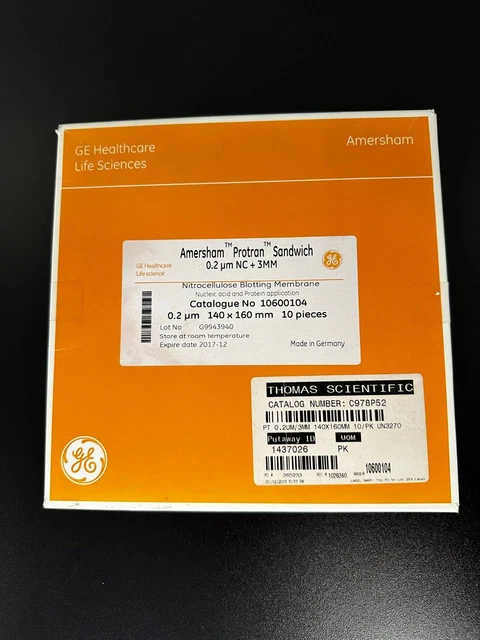 GE Healthcare
Life Sciences
Amersham
Amersham™ Protran™ Sandwich
0.2 µm NC + 3MM
GE Healthcare
Life science
Nitrocellulose Blotting Membrane
Nucleic acid and Protein application
Catalogue No 10600104
0.2 µm 140 x 160 mm 10 pieces
Lot No G9943940
Store at room temperature
Expire date 2017-12 Made in Germany
THOMAS SCIENTIFIC
CATALOG NUMBER: C978P52
PT 0.2UM/3MM 140X160MM 10/PK UN3270
Putaway ID UOM
1437026 PK
10600104
GE